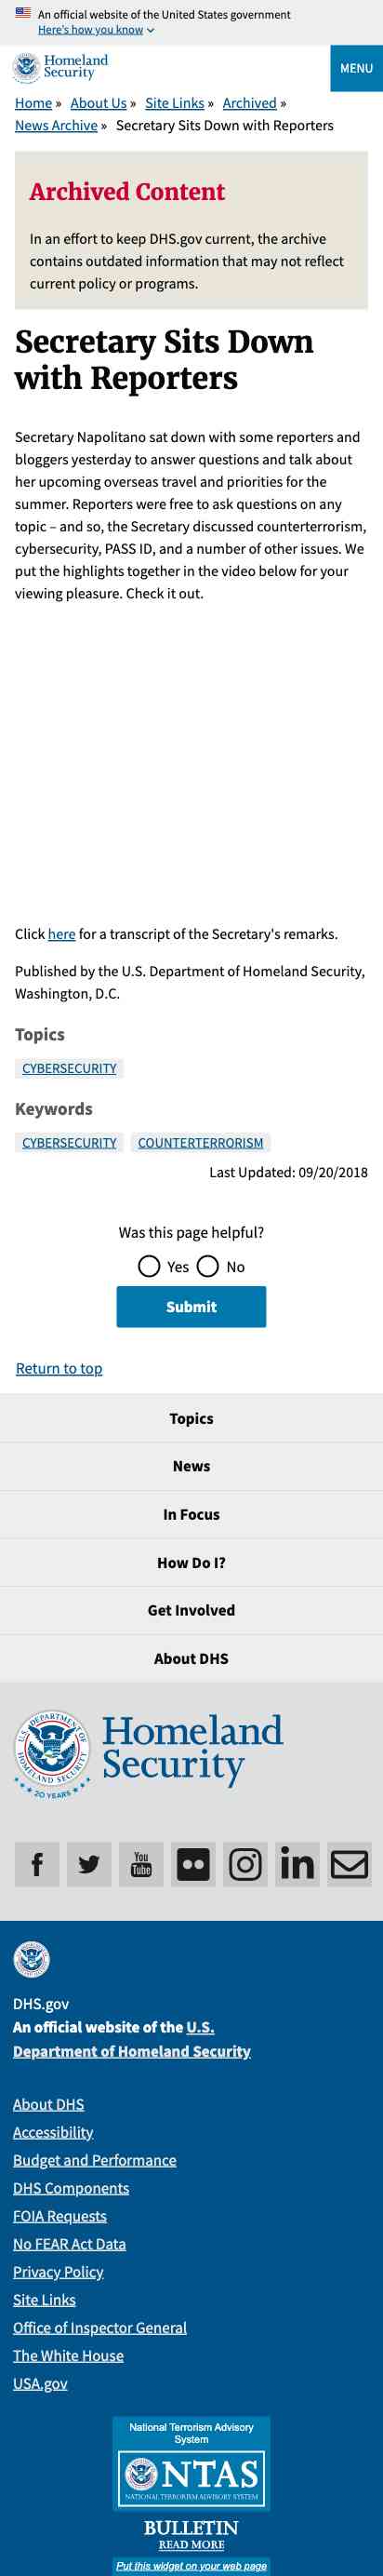 An official website of the United States government
Here's how you know
Homeland
Security
MENU
Home » About Us » Site Links » Archived »
News Archive » Secretary Sits Down with Reporters
Archived Content
In an effort to keep DHS.gov current, the archive
contains outdated information that may not reflect
current policy or programs.
Secretary Sits Down
with Reporters
Secretary Napolitano sat down with some reporters and
bloggers yesterday to answer questions and talk about
her upcoming overseas travel and priorities for the
summer. Reporters were free to ask questions on any
topic – and so, the Secretary discussed counterterrorism,
cybersecurity, PASS ID, and a number of other issues. We
put the highlights together in the video below for your
viewing pleasure. Check it out.
Click here for a transcript of the Secretary's remarks.
Published by the U.S. Department of Homeland Security,
Washington, D.C.
Topics
CYBERSECURITY
Keywords
CYBERSECURITY COUNTERTERRORISM
Last Updated: 09/20/2018
Was this page helpful?
Yes No
Submit
Return to top
Topics
News
In Focus
How Do I?
Get Involved
About DHS
U.S. DEPARTMENT OF HOMELAND SECURITY
20 YEARS
Homeland
Security
You
Tube
in
DHS.gov
An official website of the U.S.
Department of Homeland Security
About DHS
Accessibility
Budget and Performance
DHS Components
FOIA Requests
No FEAR Act Data
Privacy Policy
Site Links
Office of Inspector General
The White House
USA.gov
National Terrorism Advisory
System
NTAS
NATIONAL TERRORISM ADVISORY SYSTEM
BULLETIN
READ MORE
Put this widget on your web page